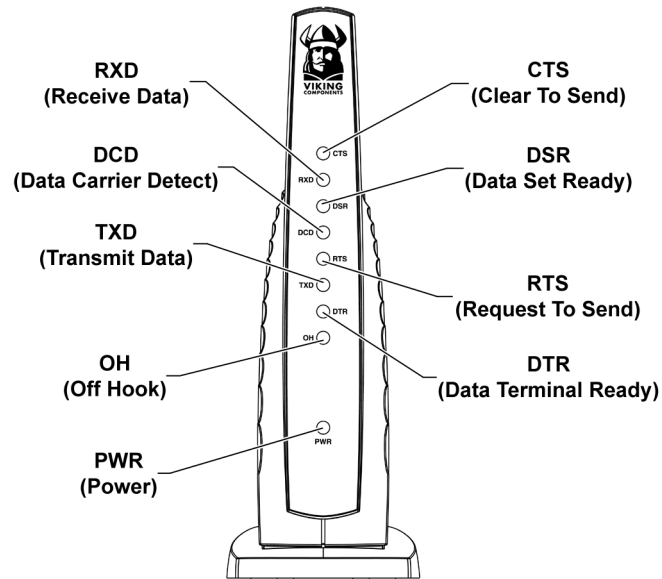 VIKING
COMPONENTS
RXD
(Receive Data)
DCD
(Data Carrier Detect)
TXD
(Transmit Data)
OH
(Off Hook)
PWR
(Power)
CTS
RXD
DSR
DCD
RTS
TXD
DTR
OH
PWR
CTS
(Clear To Send)
DSR
(Data Set Ready)
RTS
(Request To Send)
DTR
(Data Terminal Ready)